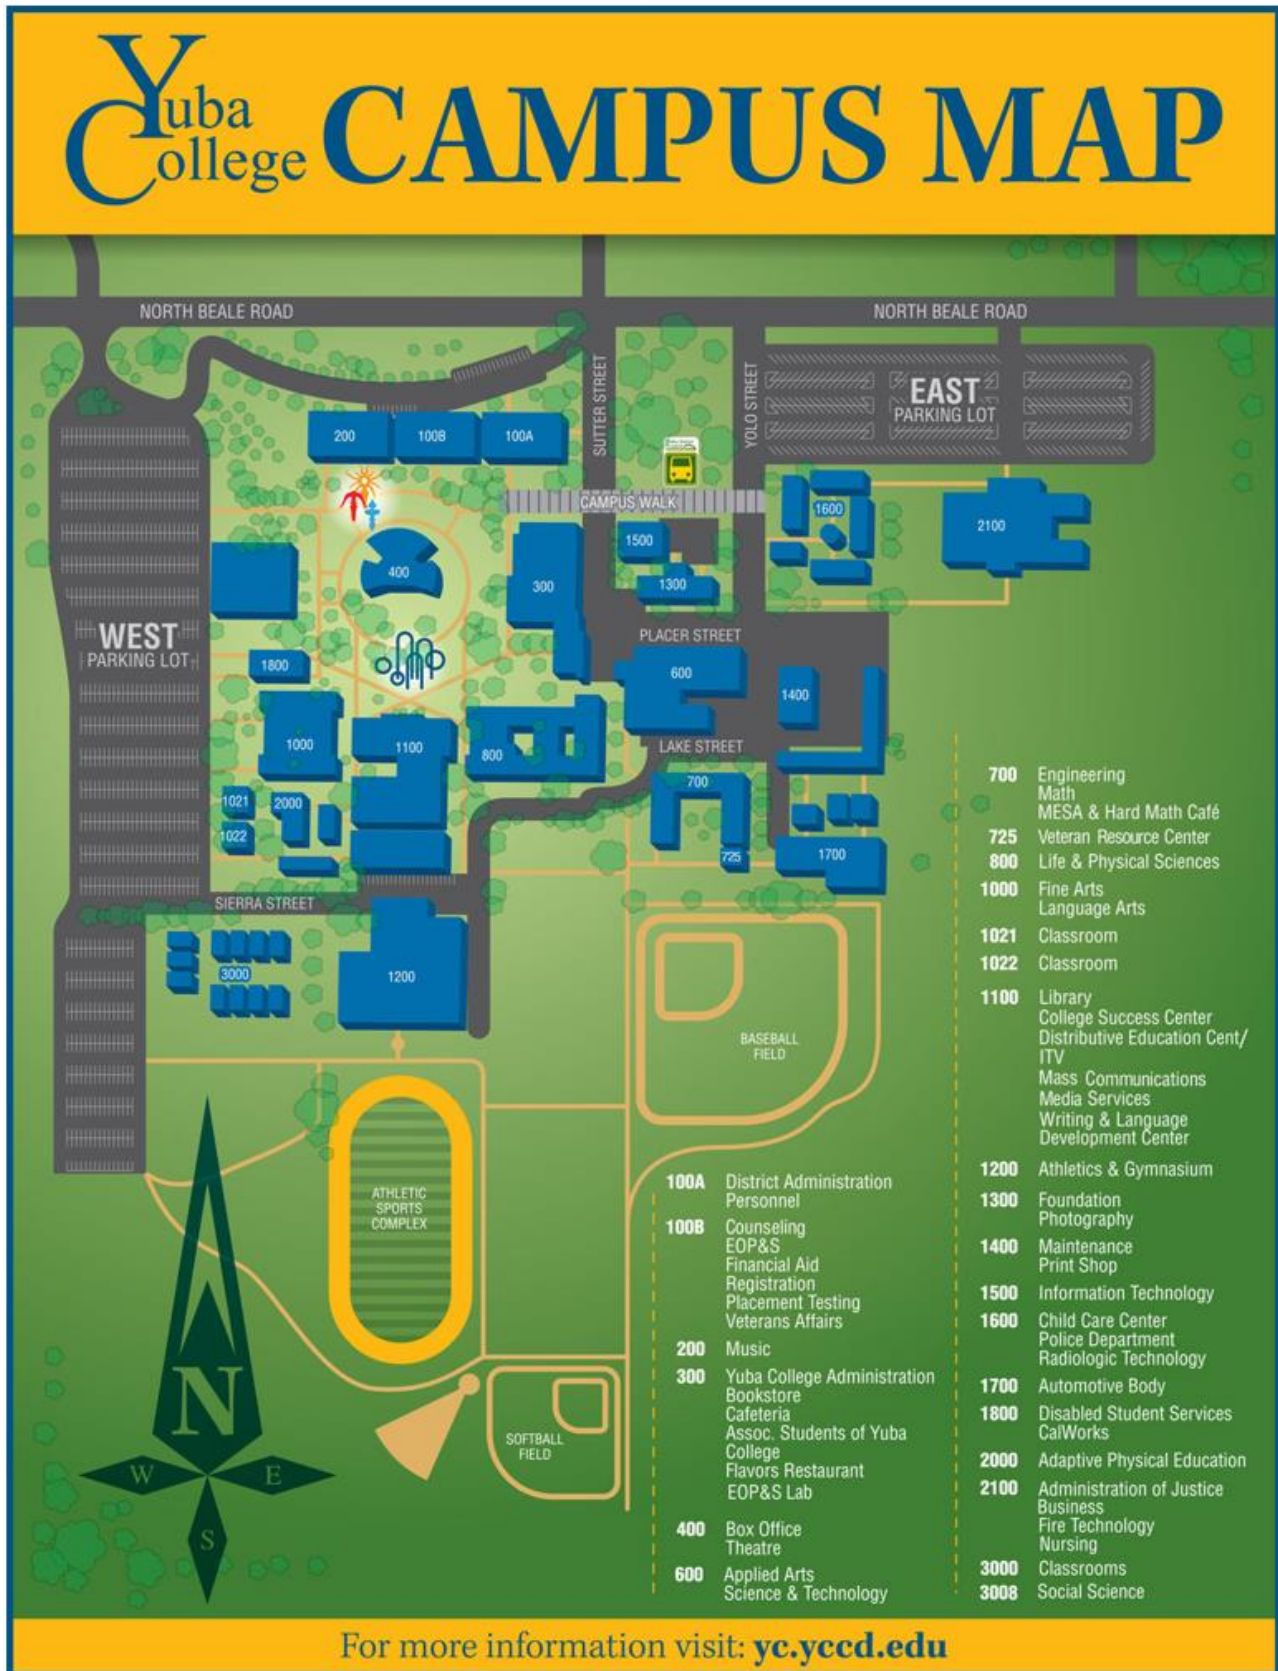 Yuba
College
CAMPUS MAP
NORTH BEALE ROAD
NORTH BEALE ROAD
SUTTER STREET
YOLO STREET
EAST
PARKING LOT
200
100B
100A
CAMPUS WALK
1600
2100
1500
400
300
1300
WEST
PARKING LOT
PLACER STREET
1800
600
1400
1000
1100
800
LAKE STREET
700
1021
2000
1022
725
1700
SIERRA STREET
3000
1200
BASEBALL
FIELD
ATHLETIC
SPORTS
COMPLEX
SOFTBALL
FIELD
N
W
E
S
100A District Administration
Personnel
100B Counseling
EOP&S
Financial Aid
Registration
Placement Testing
Veterans Affairs
200 Music
300 Yuba College Administration
Bookstore
Cafeteria
Assoc. Students of Yuba
College
Flavors Restaurant
EOP&S Lab
400 Box Office
Theatre
600 Applied Arts
Science & Technology
700 Engineering
Math
MESA & Hard Math Café
725 Veteran Resource Center
800 Life & Physical Sciences
1000 Fine Arts
Language Arts
1021 Classroom
1022 Classroom
1100 Library
College Success Center
Distributive Education Cent/
ITV
Mass Communications
Media Services
Writing & Language
Development Center
1200 Athletics & Gymnasium
1300 Foundation
Photography
1400 Maintenance
Print Shop
1500 Information Technology
1600 Child Care Center
Police Department
Radiologic Technology
1700 Automotive Body
1800 Disabled Student Services
CalWorks
2000 Adaptive Physical Education
2100 Administration of Justice
Business
Fire Technology
Nursing
3000 Classrooms
3008 Social Science
For more information visit: yc.yccd.edu